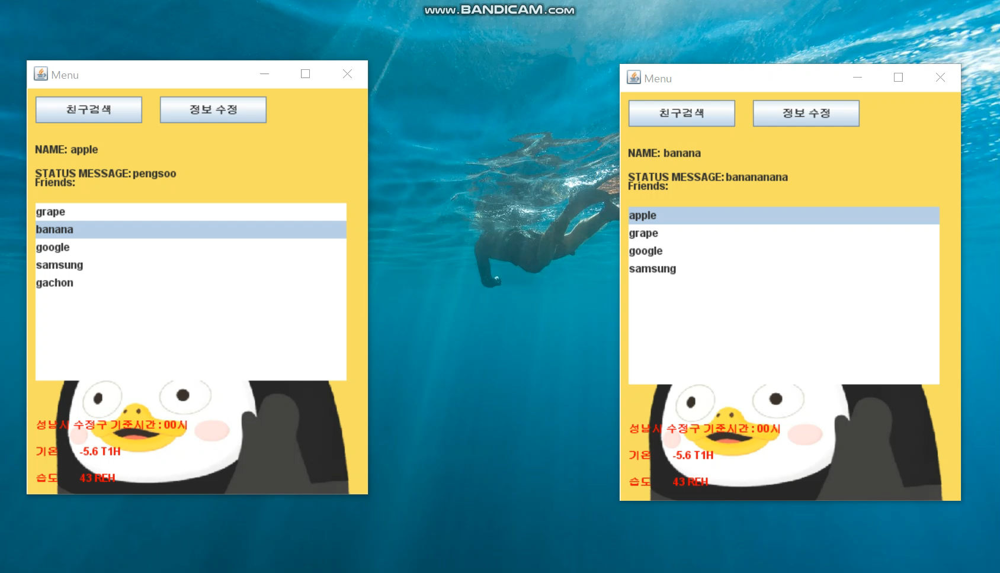 www.BANDICAM.com
Menu
친구검색 정보 수정
NAME: apple
STATUS MESSAGE: pengsoo
Friends:
grape
banana
google
samsung
gachon
성남시 수정구 기준시간 : 00시
기온 -5.6 T1H
습도 43 REH
Menu
친구검색 정보 수정
NAME: banana
STATUS MESSAGE: banananana
Friends:
apple
grape
google
samsung
성남시 수정구 기준시간 : 00시
기온 -5.6 T1H
습도 43 REH